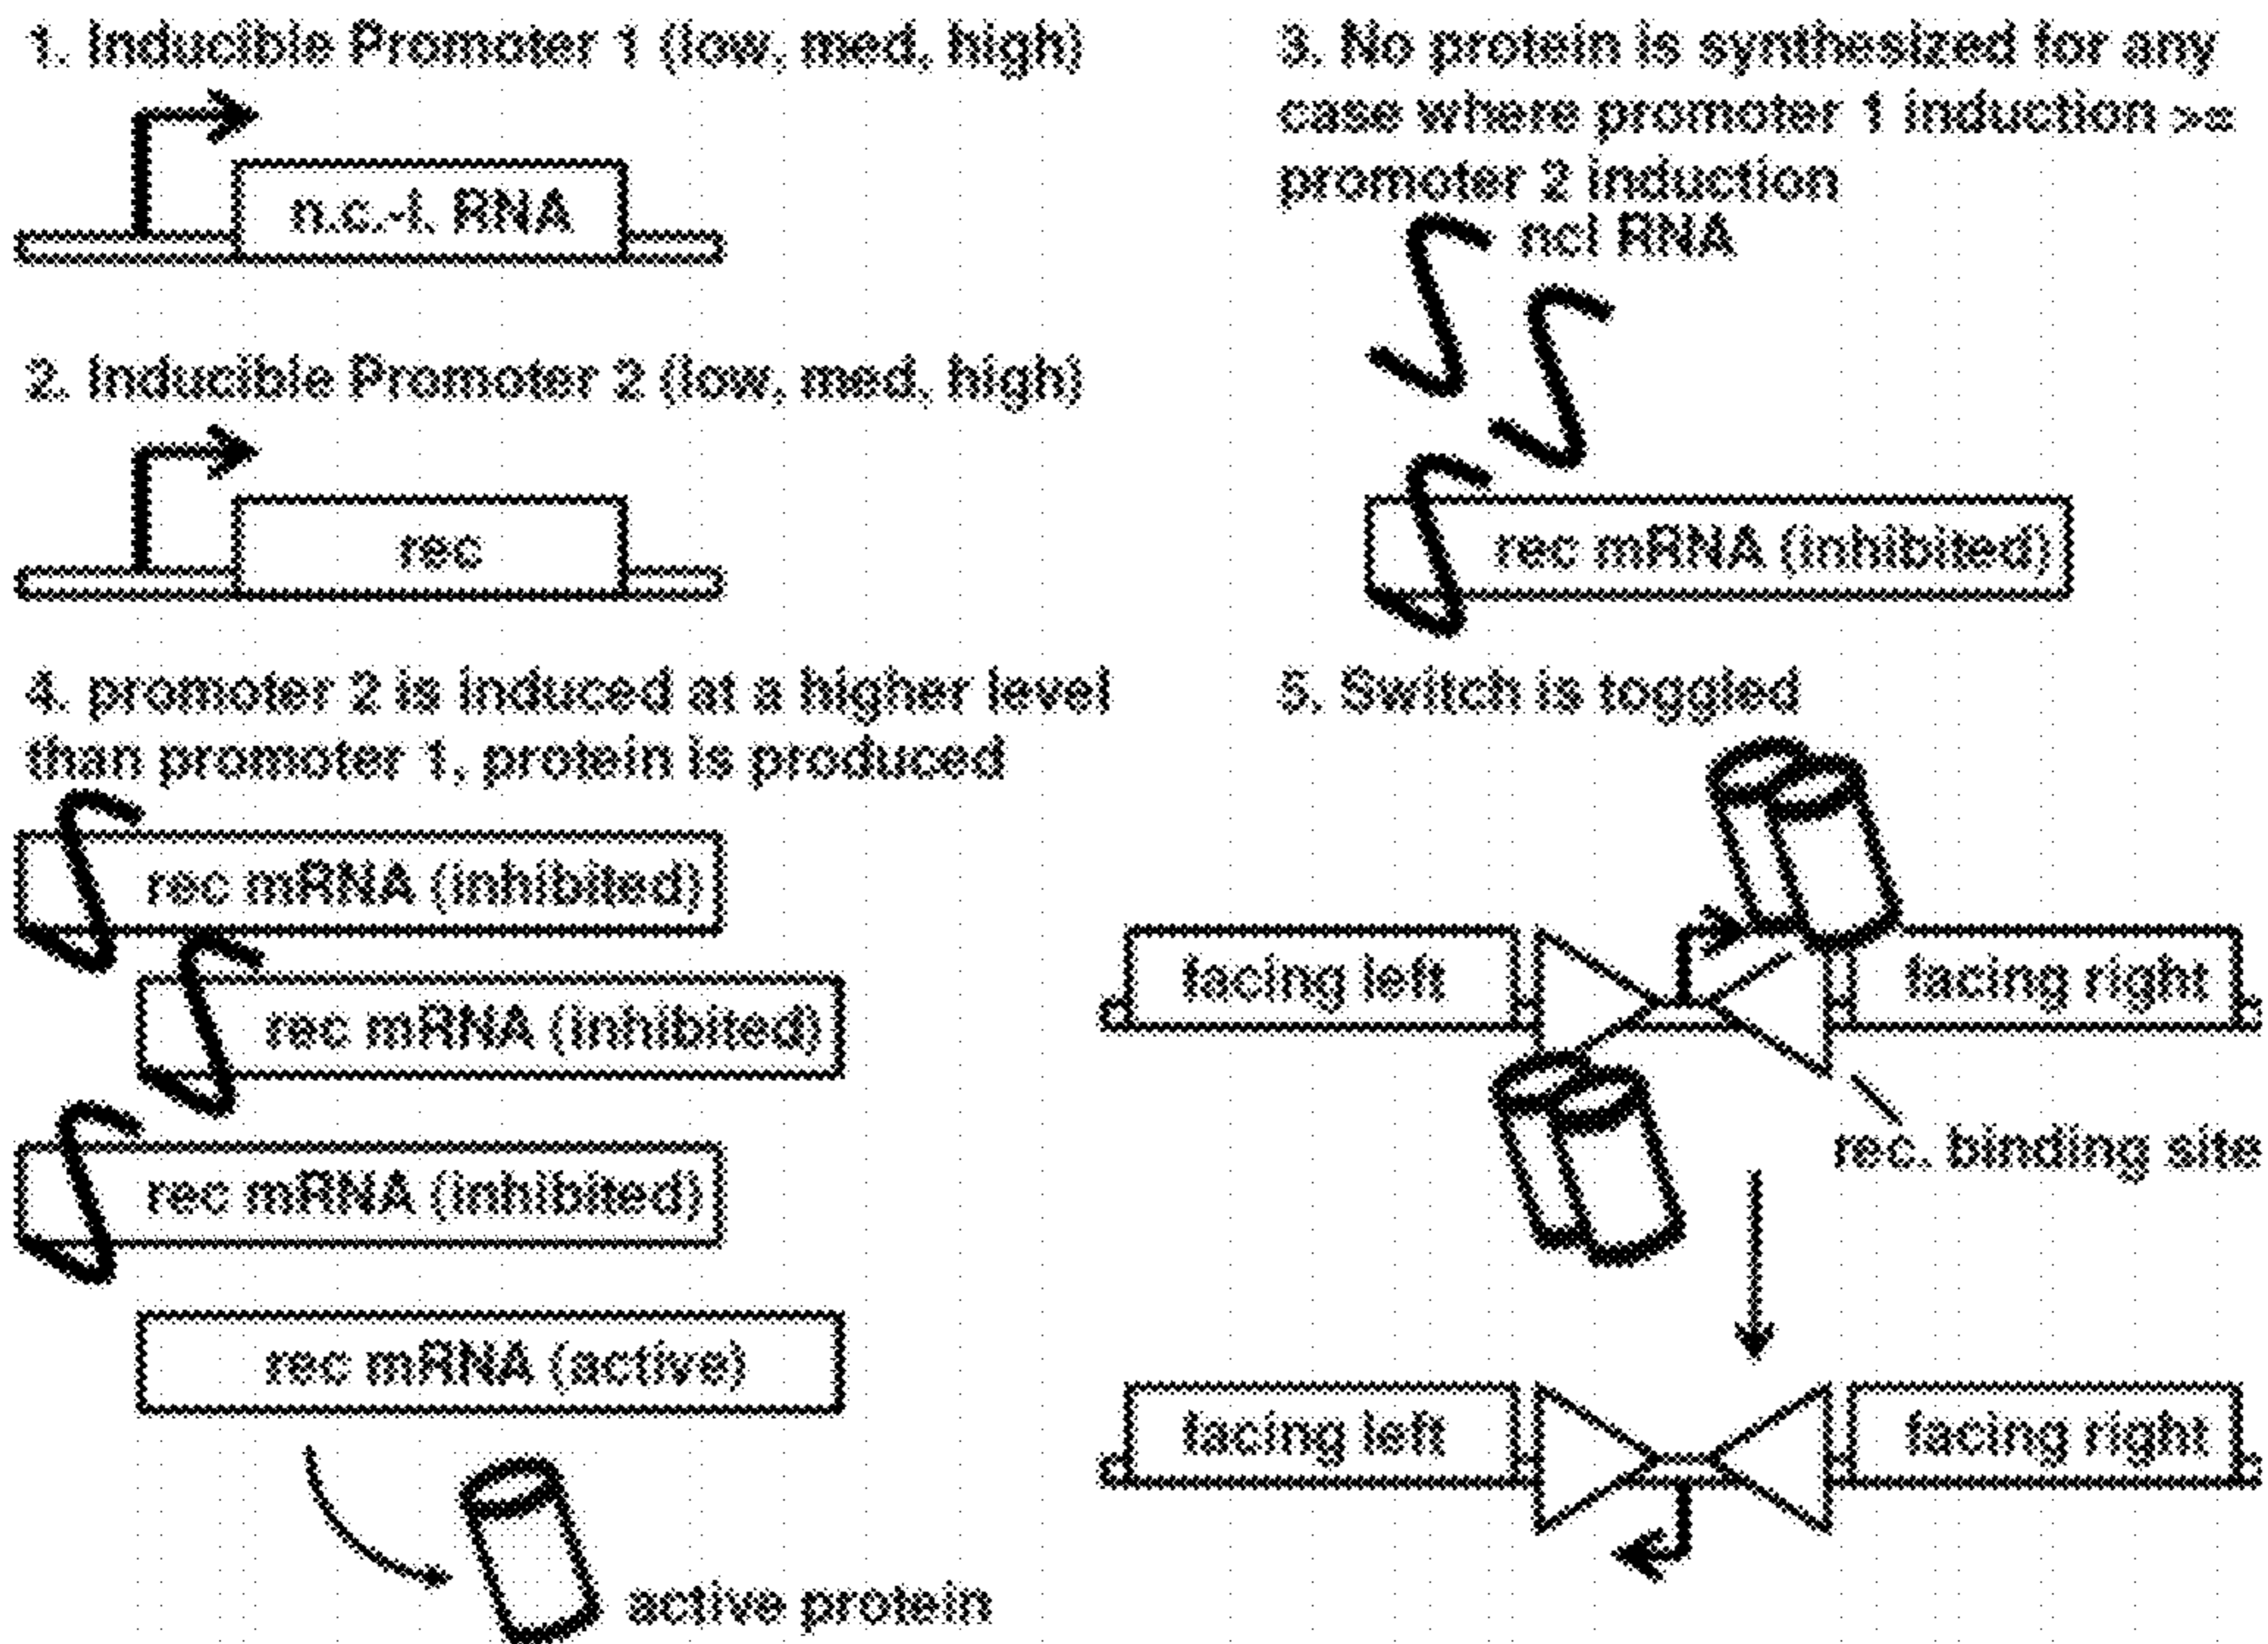 1. Inducible Promoter 1 (low, med, high)
n.c.-l. RNA
2. Inducible Promoter 2 (low, med, high)
rec
3. No protein is synthesized for any
case where promoter 1 induction >=
promoter 2 induction
ncl RNA
rec mRNA (inhibited)
4. promoter 2 is induced at a higher level
than promoter 1, protein is produced
rec mRNA (inhibited)
rec mRNA (inhibited)
rec mRNA (inhibited)
rec mRNA (active)
active protein
5. Switch is toggled
facing left
facing right
rec. binding site
facing left
facing right